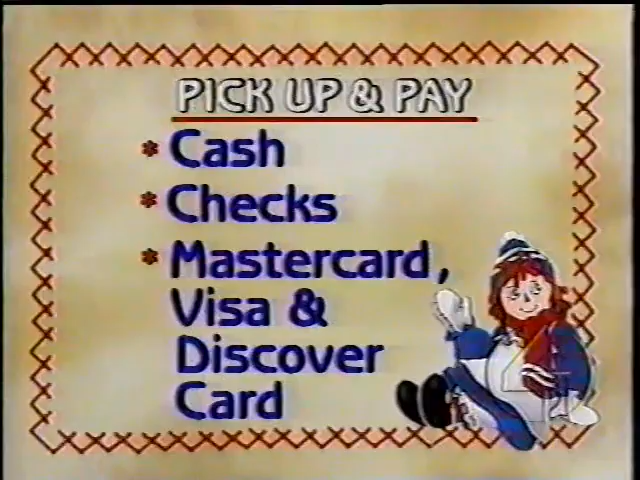 PICK UP & PAY
* Cash
* Checks
* Mastercard,
Visa &
Discover
Card